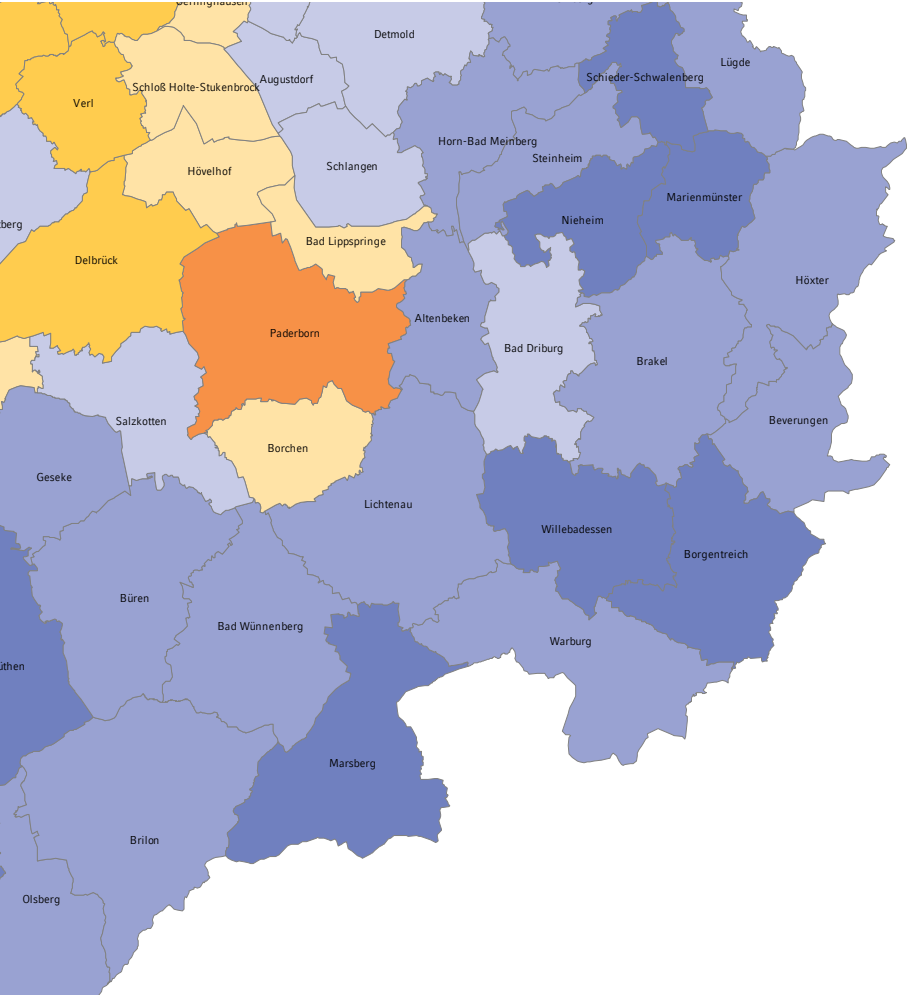 Detmold
Lügde
Schieder-Schwalenberg
Augustdorf
Schloß Holte-Stukenbrock
Verl
Horn-Bad Meinberg
Steinheim
Schlangen
Hövelhof
Marienmünster
Nieheim
berg
Bad Lippspringe
Delbrück
Höxter
Altenbeken
Paderborn
Bad Driburg
Brakel
Salzkotten
Beverungen
Borchen
Geseke
Lichtenau
Willebadessen
Borgentreich
Büren
Bad Wünnenberg
Warburg
üthen
Marsberg
Brilon
Olsberg